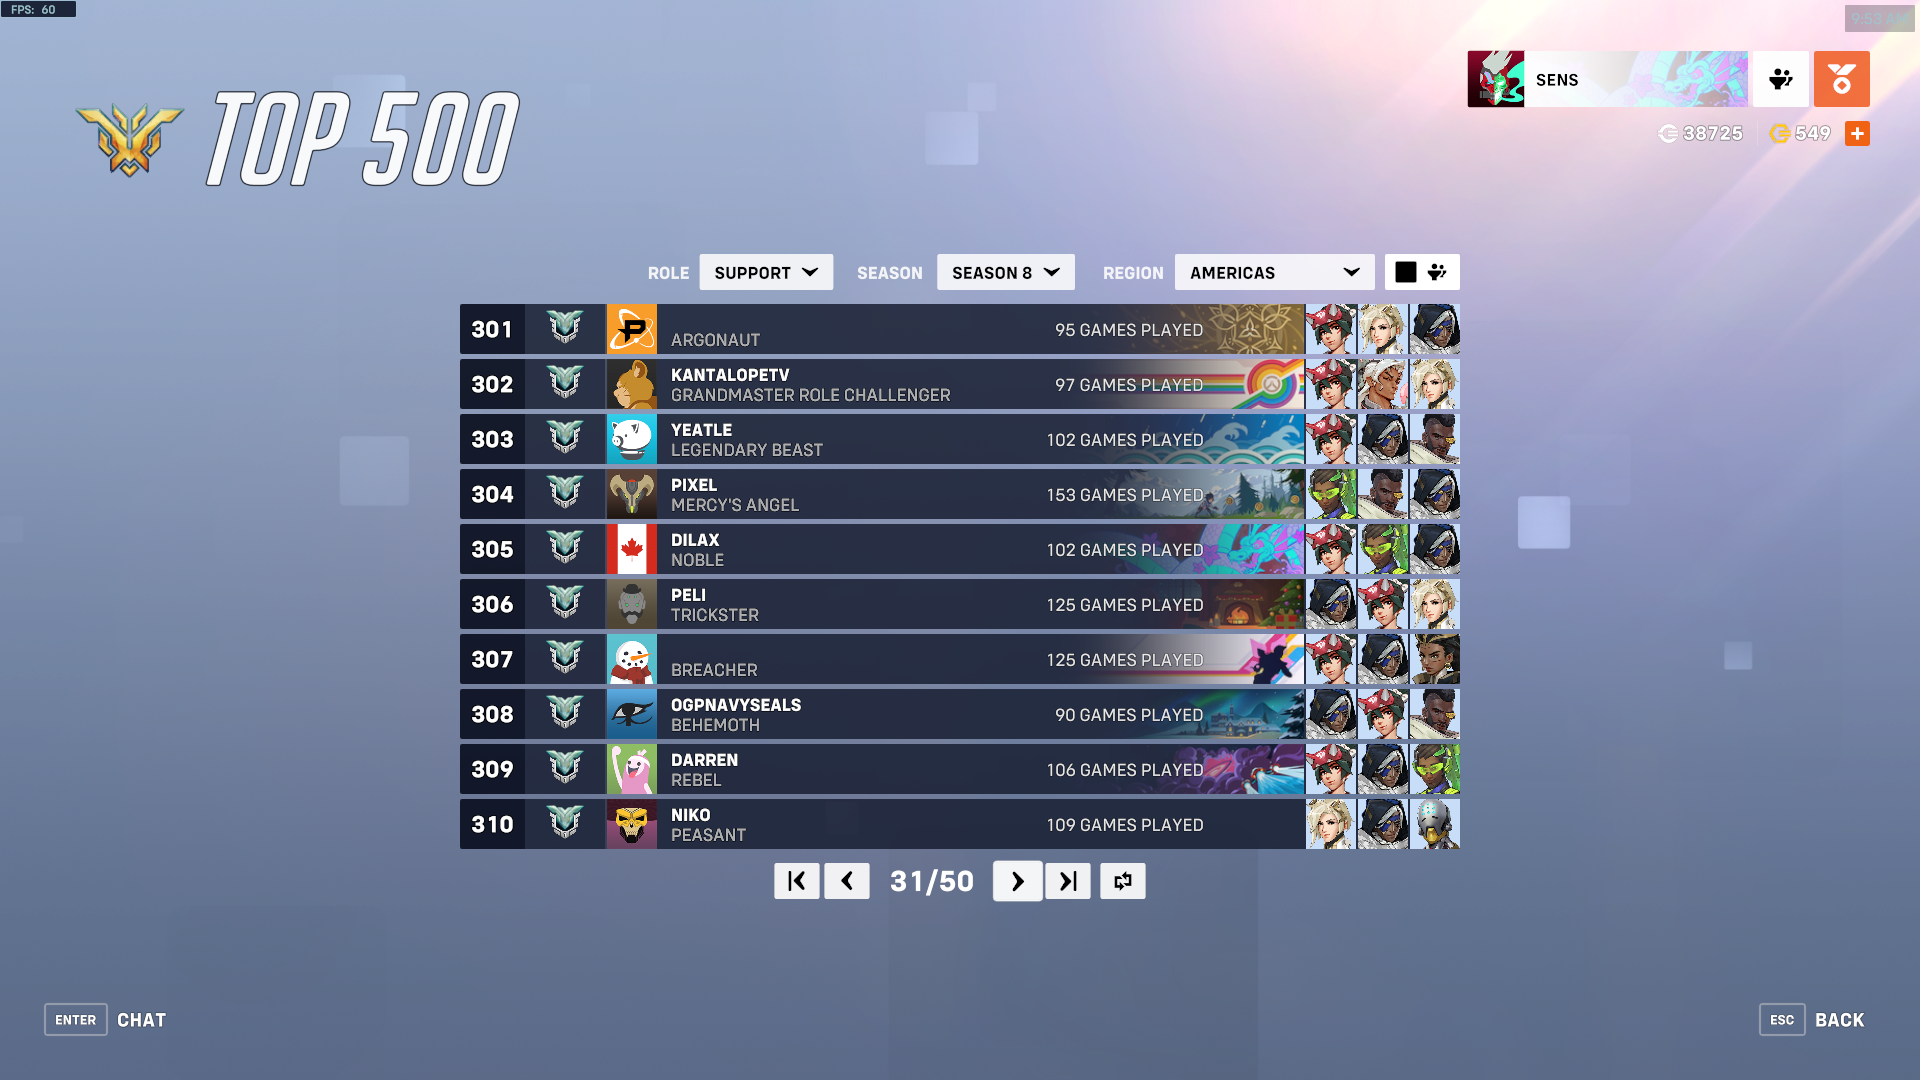 FPS: 60
9:53 AM
TOP 500
SENS
38725
549
ROLE SUPPORT SEASON SEASON 8 REGION AMERICAS
301 ARGONAUT 95 GAMES PLAYED
302 KANTALOPETV 97 GAMES PLAYED
GRANDMASTER ROLE CHALLENGER
303 YEATLE 102 GAMES PLAYED
LEGENDARY BEAST
304 PIXEL 153 GAMES PLAYED
MERCY'S ANGEL
305 DILAX 102 GAMES PLAYED
NOBLE
306 PELI 125 GAMES PLAYED
TRICKSTER
307 BREACHER 125 GAMES PLAYED
308 OGPNAVYSEALS 90 GAMES PLAYED
BEHEMOTH
309 DARREN 106 GAMES PLAYED
REBEL
310 NIKO 109 GAMES PLAYED
PEASANT
31/50
ENTER CHAT
ESC BACK